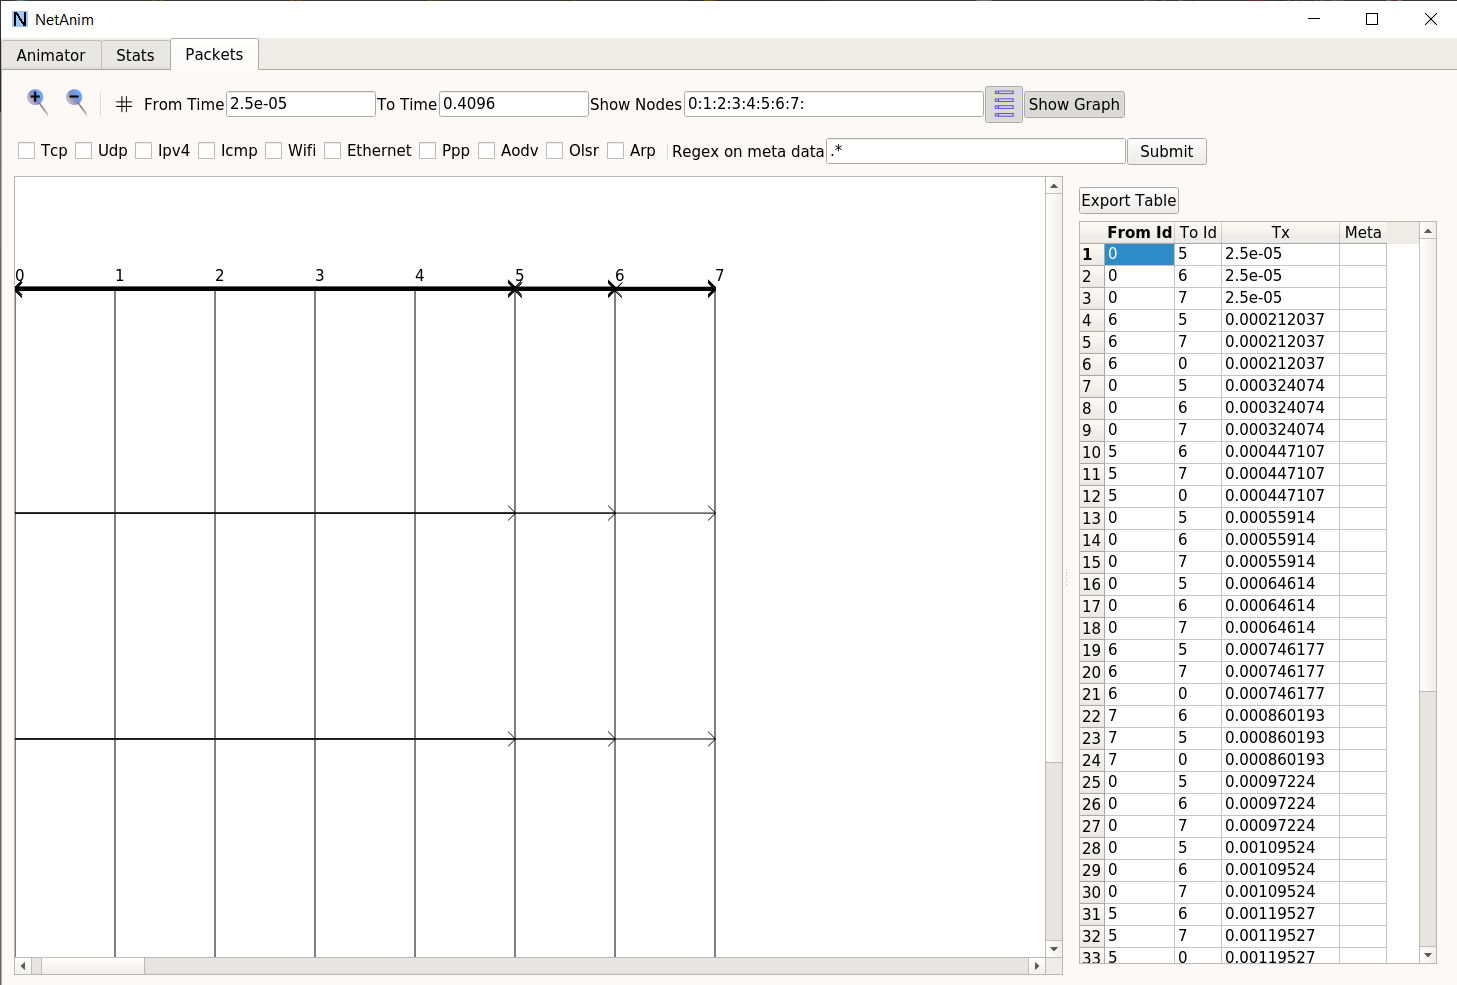 NetAnim
Animator Stats Packets
From Time 2.5e-05 To Time 0.4096 Show Nodes 0:1:2:3:4:5:6:7: Show Graph
Tcp Udp Ipv4 Icmp Wifi Ethernet Ppp Aodv Olsr Arp Regex on meta data .* Submit
0 1 2 3 4 5 6 7
Export Table
From Id To Id Tx Meta
1 0 5 2.5e-05
2 0 6 2.5e-05
3 0 7 2.5e-05
4 6 5 0.000212037
5 6 7 0.000212037
6 6 0 0.000212037
7 0 5 0.000324074
8 0 6 0.000324074
9 0 7 0.000324074
10 5 6 0.000447107
11 5 7 0.000447107
12 5 0 0.000447107
13 0 5 0.00055914
14 0 6 0.00055914
15 0 7 0.00055914
16 0 5 0.00064614
17 0 6 0.00064614
18 0 7 0.00064614
19 6 5 0.000746177
20 6 7 0.000746177
21 6 0 0.000746177
22 7 6 0.000860193
23 7 5 0.000860193
24 7 0 0.000860193
25 0 5 0.00097224
26 0 6 0.00097224
27 0 7 0.00097224
28 0 5 0.00109524
29 0 6 0.00109524
30 0 7 0.00109524
31 5 6 0.00119527
32 5 7 0.00119527
33 5 0 0.00119527